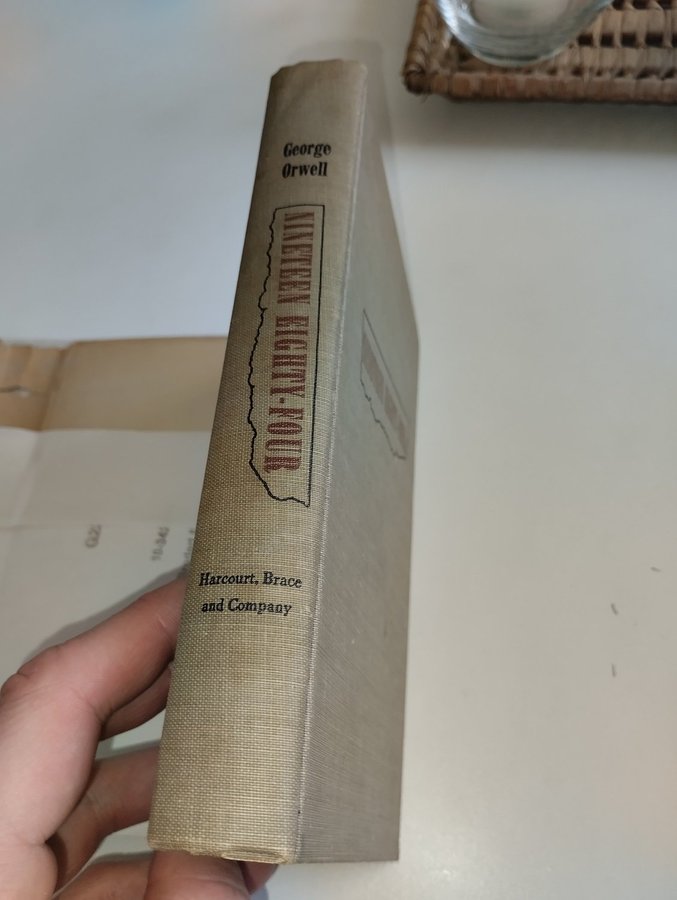 George
Orwell
NINETEEN EIGHTY-FOUR
Harcourt, Brace
and Company